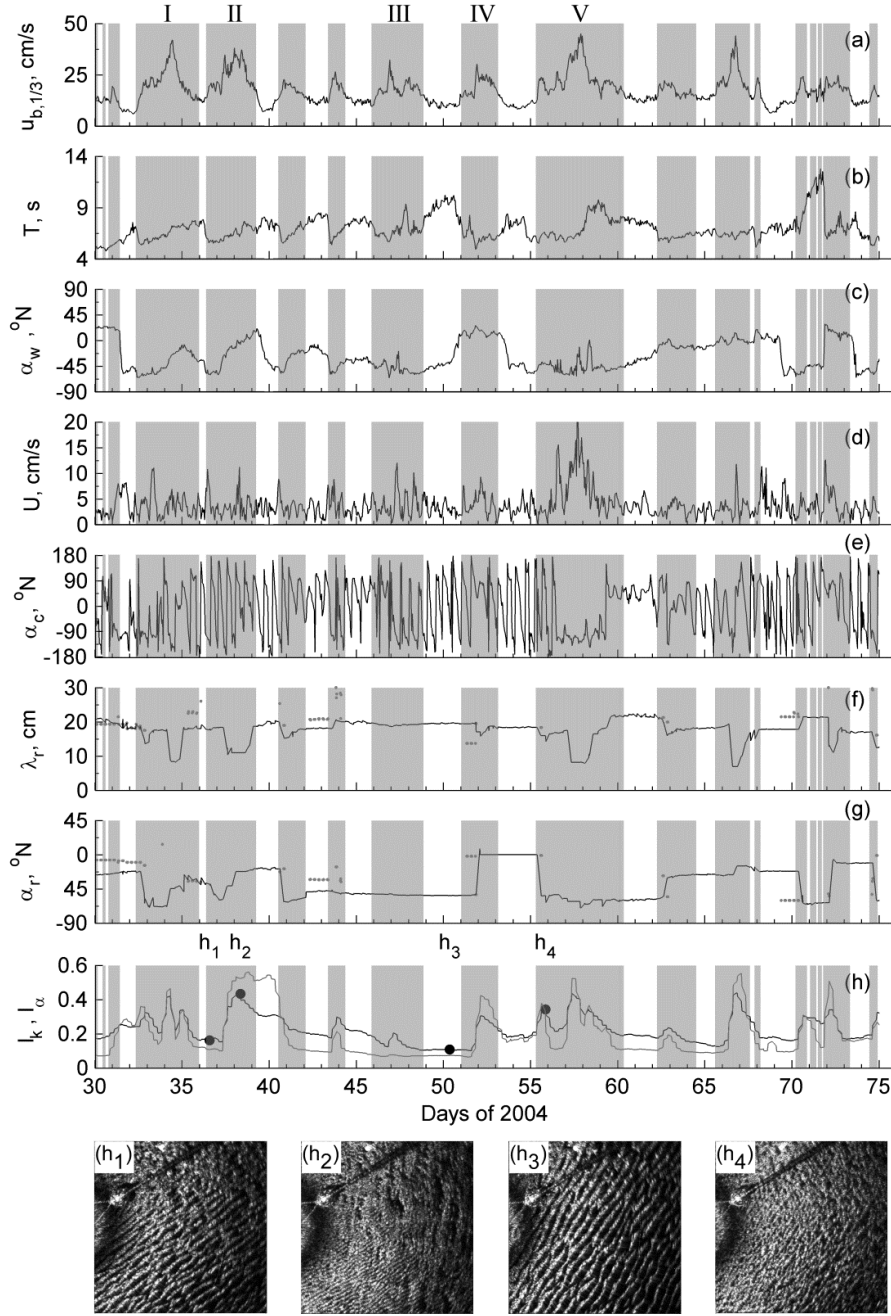 I II III IV V
(a)
50
25
0
u_b,1/3, cm/s
(b)
14
9
4
T, s
(c)
90
45
0
-45
-90
α_w ,°N
(d)
20
15
10
5
0
U, cm/s
(e)
180
90
0
-90
-180
α_c, °N
(f)
30
20
10
0
λ_r, cm
(g)
45
0
45
-90
α_r, °N
h_1 h_2 h_3 h_4
(h)
0.6
0.4
0.2
0
I_k , I_α
30 35 40 45 50 55 60 65 70 75
Days of 2004
(h_1) (h_2) (h_3) (h_4)